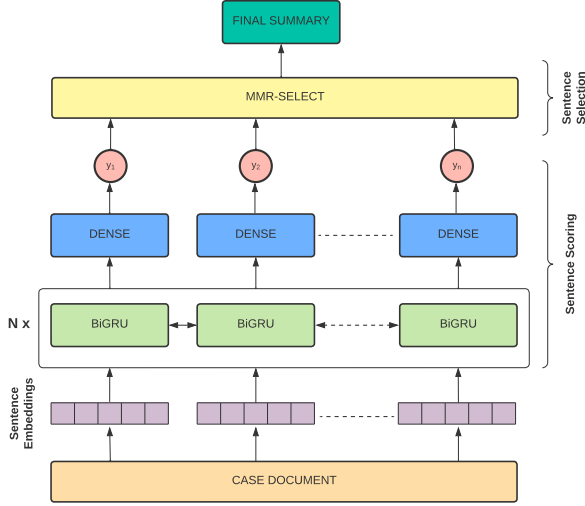 FINAL SUMMARY
MMR-SELECT
Sentence
Selection
y1
y2
yn
DENSE
DENSE
DENSE
Sentence Scoring
N x
BiGRU
BiGRU
BiGRU
Sentence
Embeddings
CASE DOCUMENT